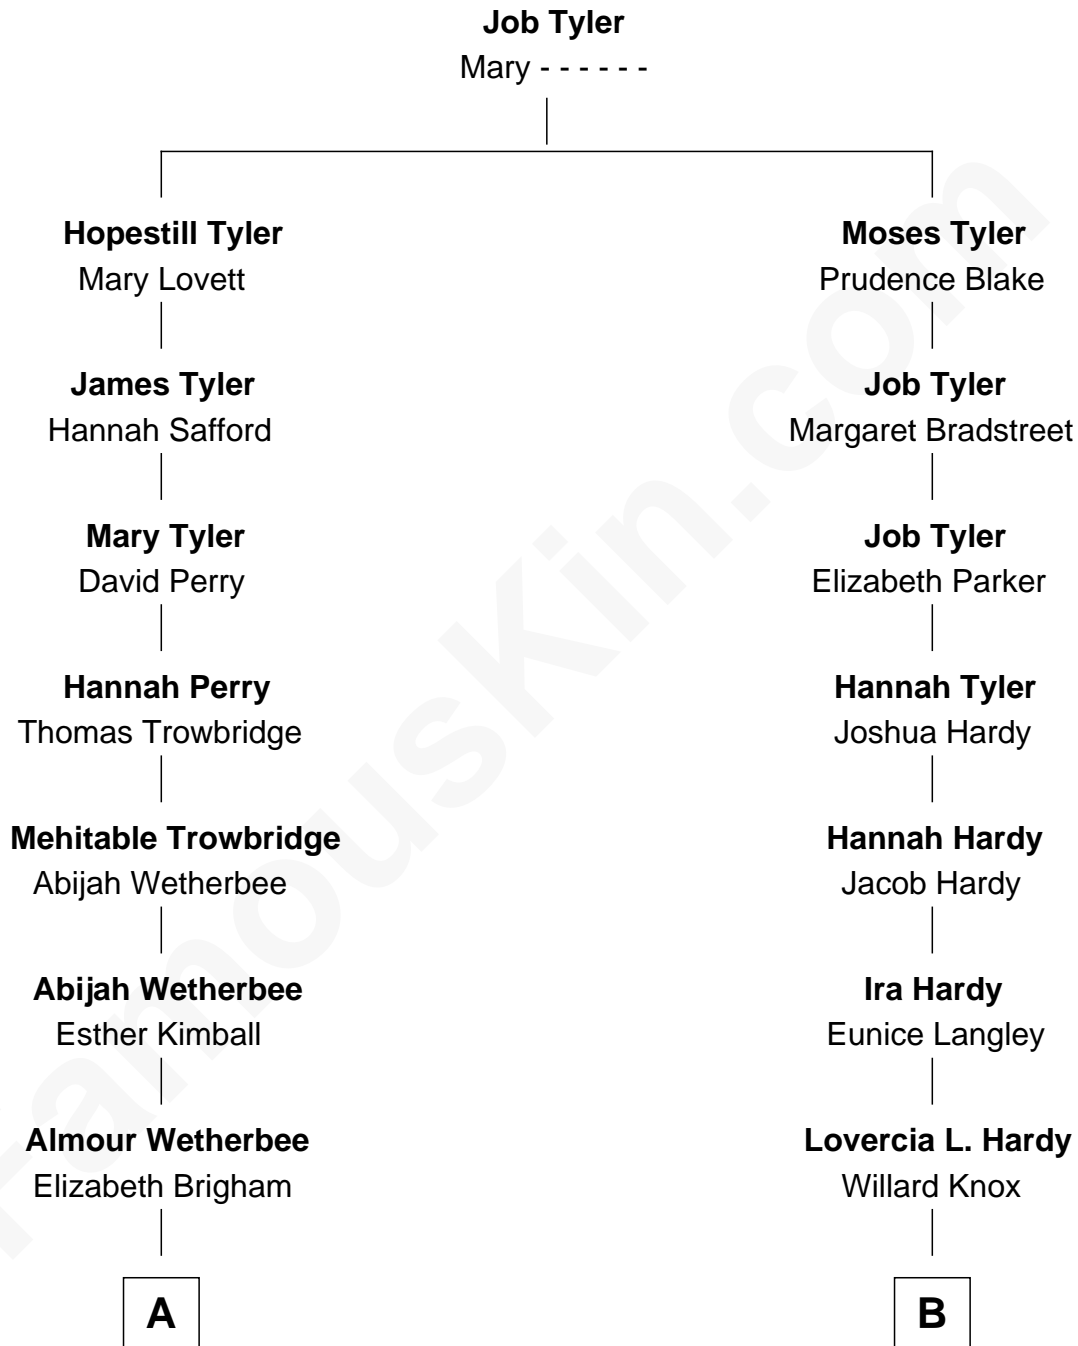 Job Tyler
Mary - - - - - -
Hopestill Tyler
Mary Lovett
Moses Tyler
Prudence Blake
James Tyler
Hannah Safford
Job Tyler
Margaret Bradstreet
Mary Tyler
David Perry
Job Tyler
Elizabeth Parker
Hannah Perry
Thomas Trowbridge
Hannah Tyler
Joshua Hardy
Mehitable Trowbridge
Abijah Wetherbee
Hannah Hardy
Jacob Hardy
Abijah Wetherbee
Esther Kimball
Ira Hardy
Eunice Langley
Almour Wetherbee
Elizabeth Brigham
Lovercia L. Hardy
Willard Knox
A
B
FamousKin.com